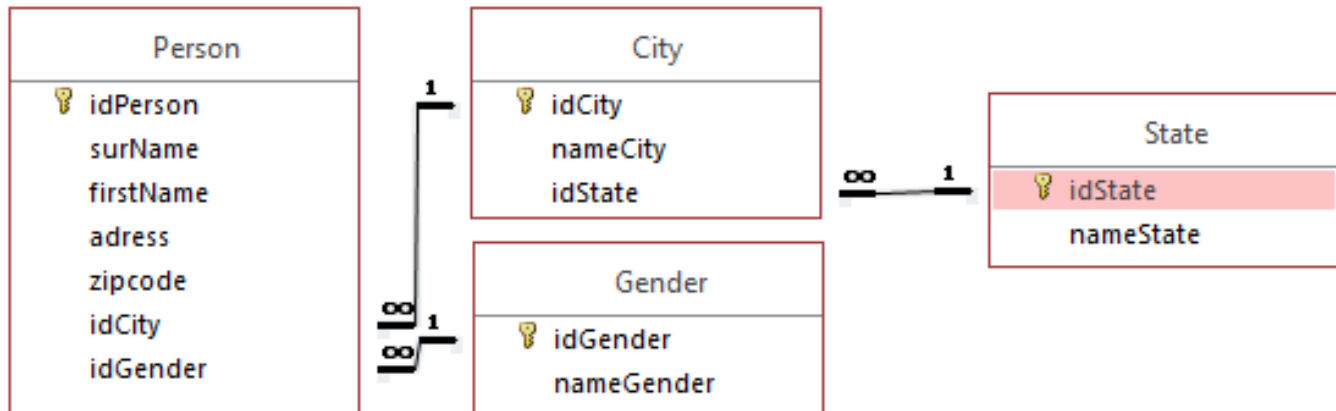 Person
idPerson
surName
firstName
adress
zipcode
idCity
idGender
1
∞
1
∞
City
idCity
nameCity
idState
Gender
idGender
nameGender
∞
1
State
idState
nameState